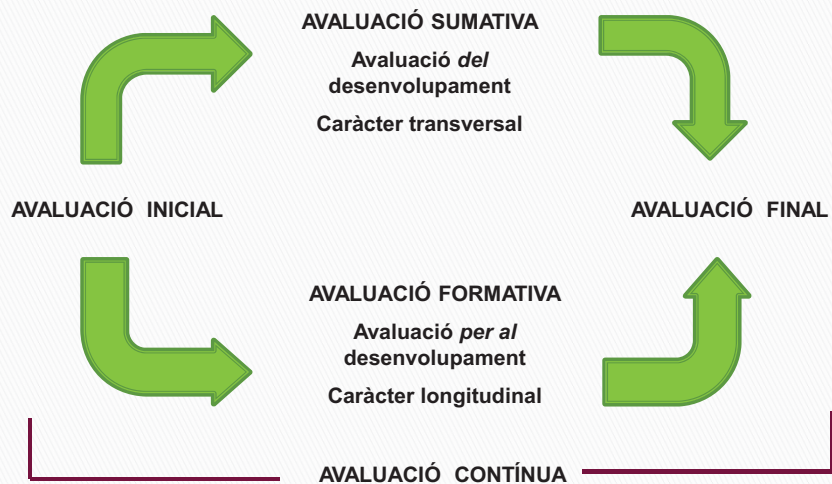 AVALUACIÓ SUMATIVA
Avaluació del
desenvolupament
Caràcter transversal
AVALUACIÓ INICIAL
AVALUACIÓ FINAL
AVALUACIÓ FORMATIVA
Avaluació per al
desenvolupament
Caràcter longitudinal
AVALUACIÓ CONTÍNUA